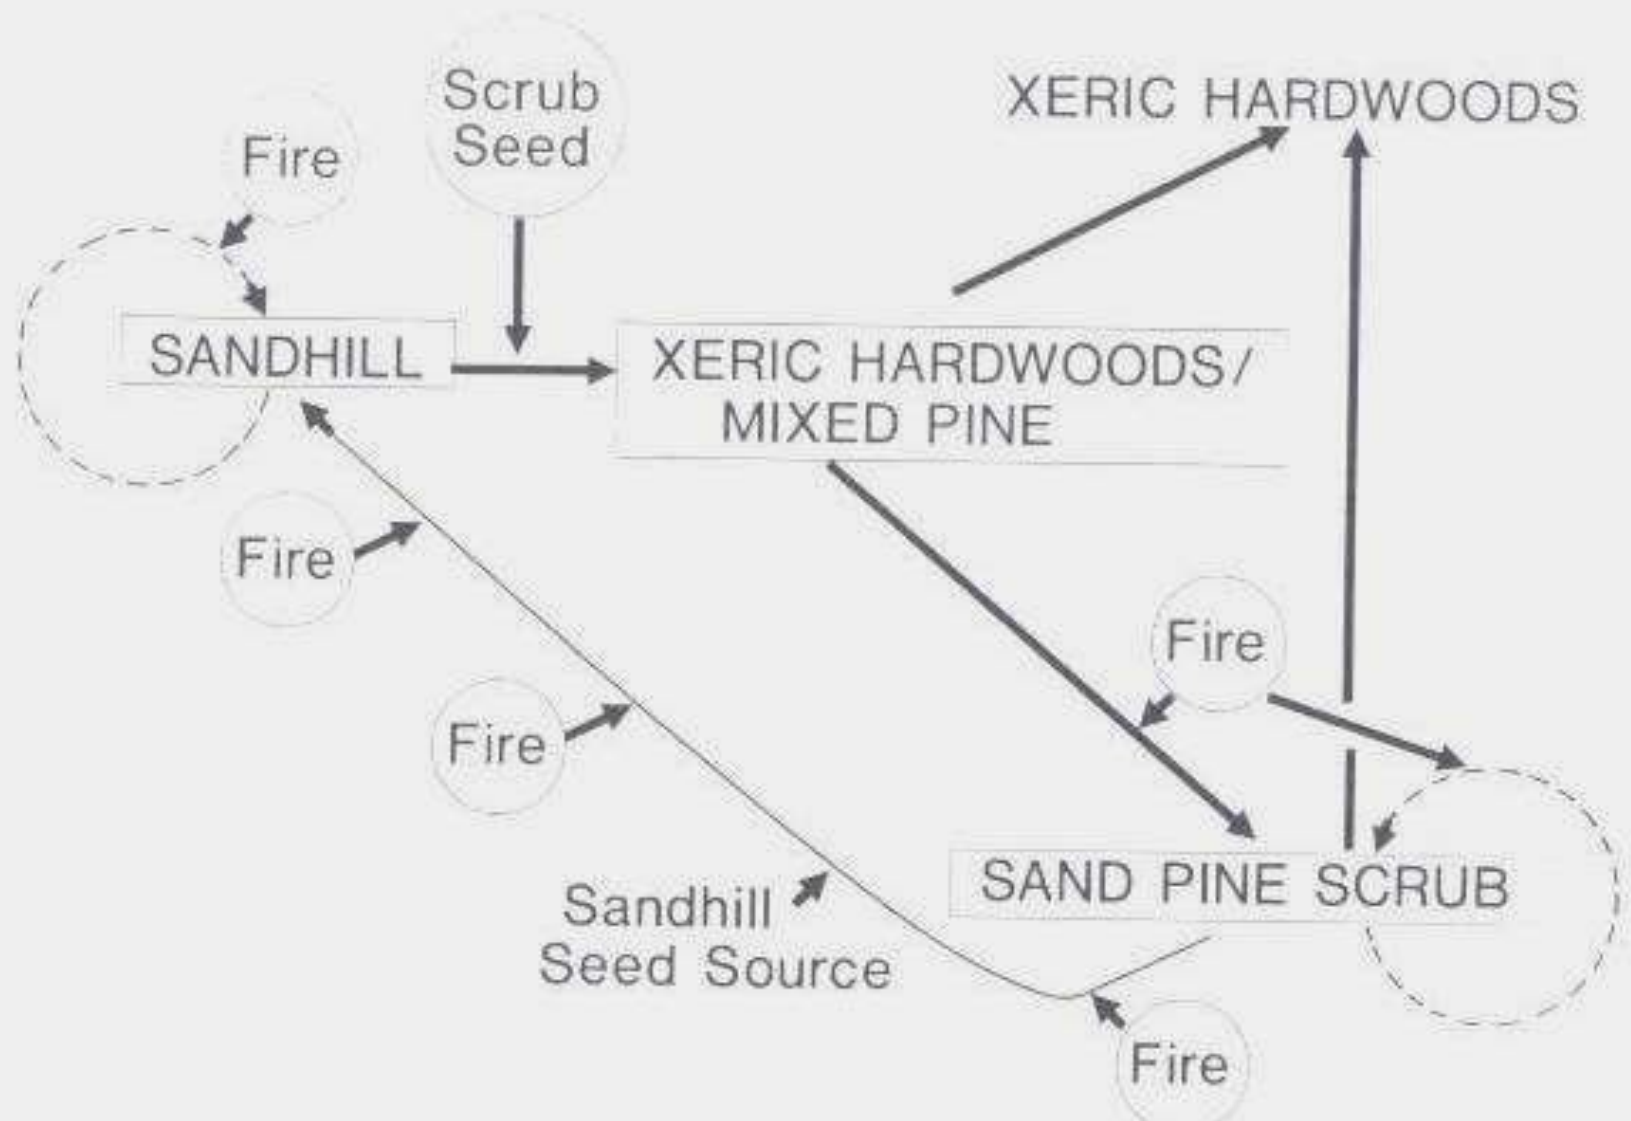 XERIC HARDWOODS
Scrub
Seed
Fire
SANDHILL
XERIC HARDWOODS/
MIXED PINE
Fire
Fire
Fire
SAND PINE SCRUB
Sandhill
Seed Source
Fire